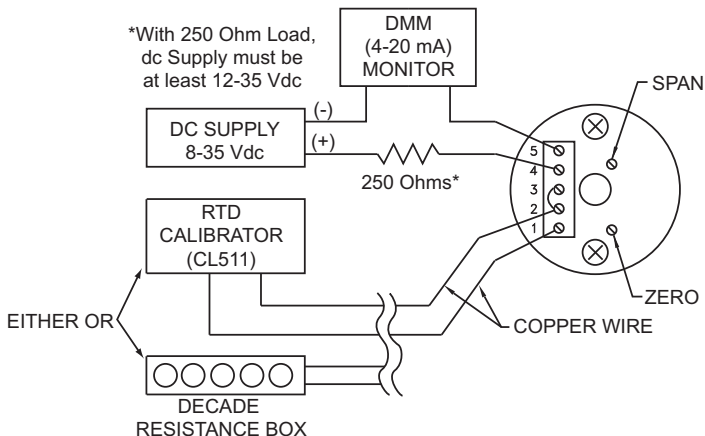 *With 250 Ohm Load,
dc Supply must be
at least 12-35 Vdc
DMM
(4-20 mA)
MONITOR
SPAN
DC SUPPLY
8-35 Vdc
(-)
(+)
250 Ohms*
5
4
3
2
1
RTD
CALIBRATOR
(CL511)
ZERO
EITHER OR
COPPER WIRE
DECADE
RESISTANCE BOX